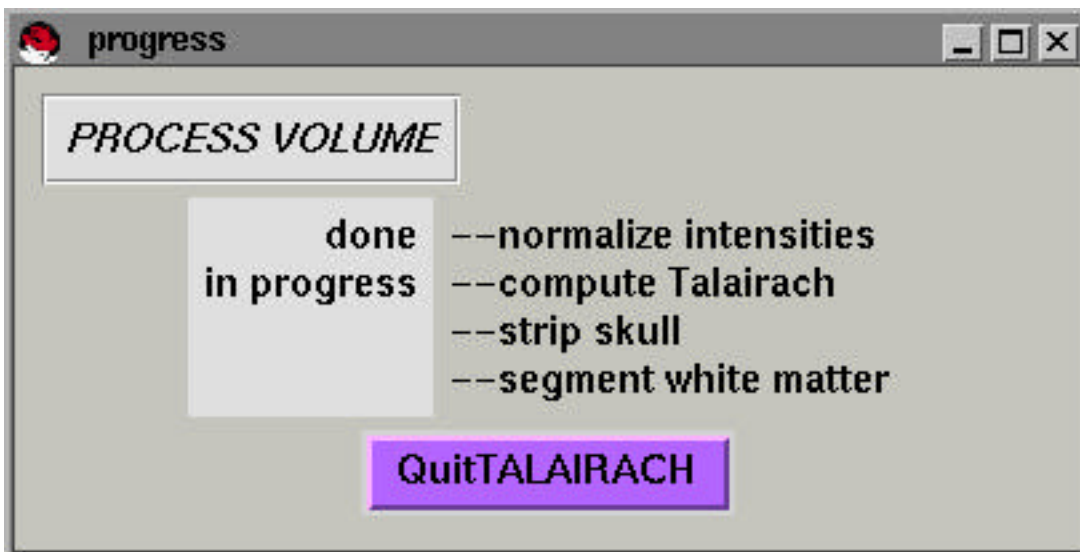 progress
PROCESS VOLUME
done --normalize intensities
in progress --compute Talairach
--strip skull
--segment white matter
QuitTALAIRACH